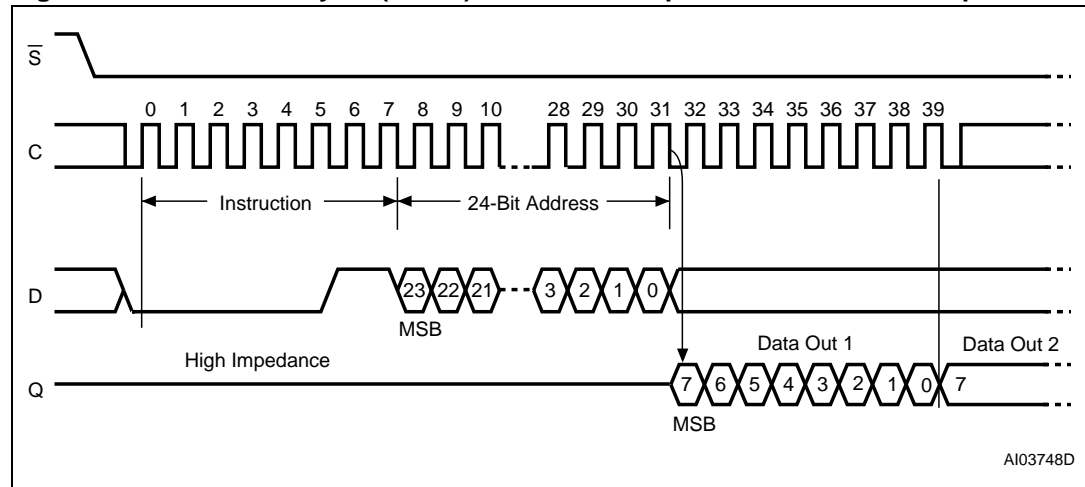 S
0 1 2 3 4 5 6 7 8 9 10 28 29 30 31 32 33 34 35 36 37 38 39
C
Instruction 24-Bit Address
D 23 22 21 3 2 1 0
MSB
Data Out 1 Data Out 2
High Impedance
Q 7 6 5 4 3 2 1 0 7
MSB
AI03748D